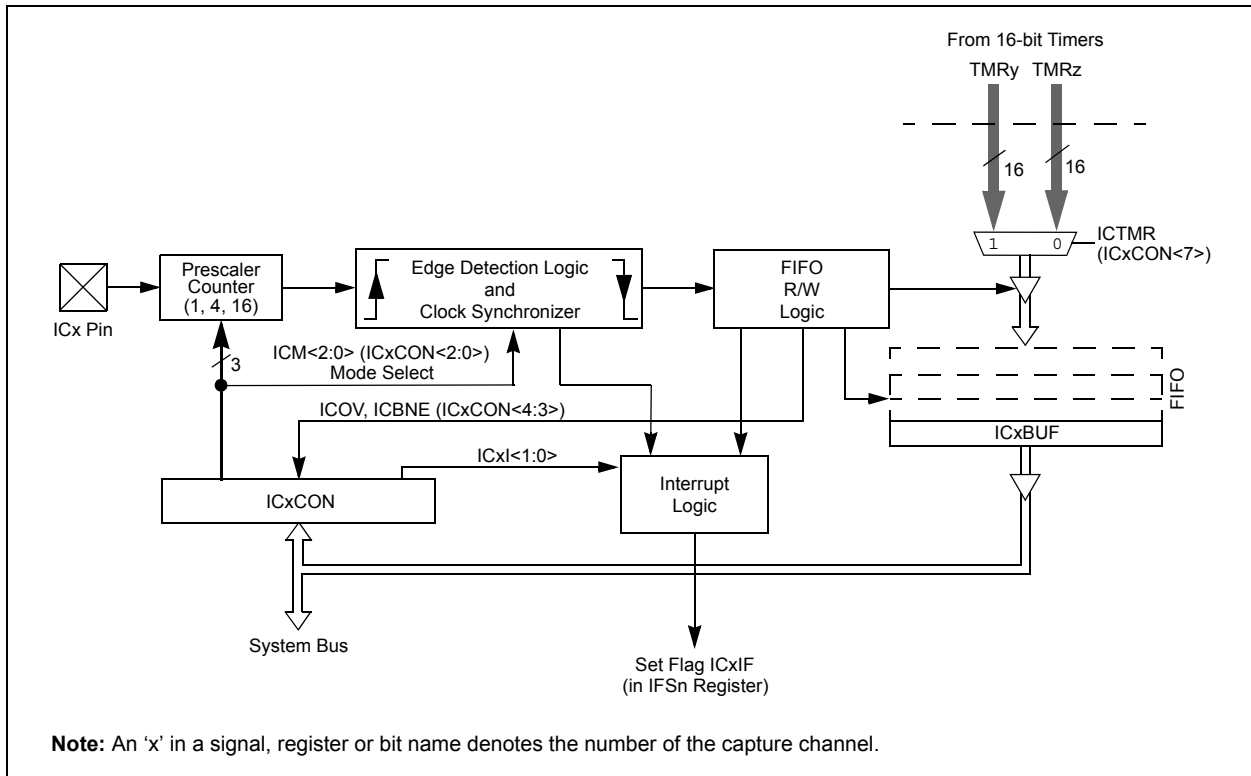 From 16-bit Timers
TMRy TMRz
16 16
1 0
ICTMR
(ICxCON<7>)
Prescaler
Counter
(1, 4, 16)
Edge Detection Logic
and
Clock Synchronizer
FIFO
R/W
Logic
ICx Pin
3
ICM<2:0> (ICxCON<2:0>)
Mode Select
FIFO
ICOV, ICBNE (ICxCON<4:3>)
ICxBUF
ICxI<1:0>
Interrupt
Logic
ICxCON
System Bus
Set Flag ICxIF
(in IFSn Register)
Note: An ‘x’ in a signal, register or bit name denotes the number of the capture channel.